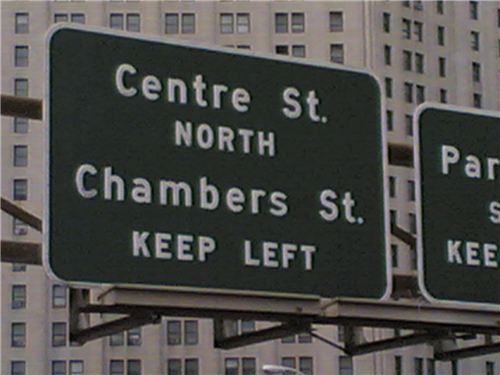 Centre St.
NORTH
Chambers St.
KEEP LEFT